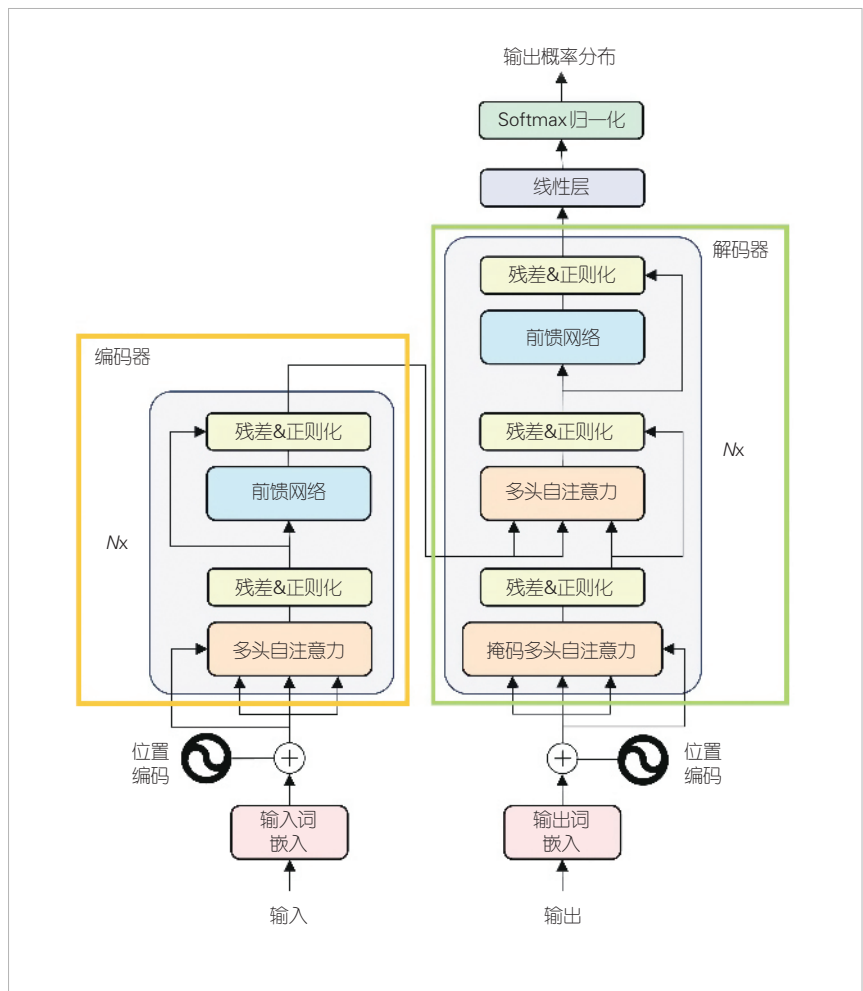 输出概率分布
Softmax归一化
线性层
解码器
残差&正则化
前馈网络
残差&正则化
多头自注意力
Nx
残差&正则化
掩码多头自注意力
编码器
残差&正则化
前馈网络
Nx
残差&正则化
多头自注意力
位置
编码
位置
编码
输入词
嵌入
输出词
嵌入
输入
输出